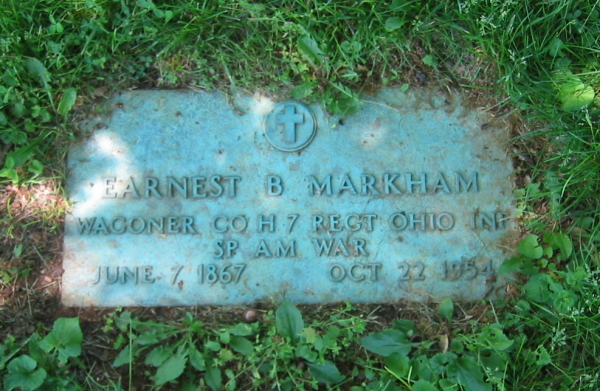 EARNEST B MARKHAM
WAGONER CO H 7 REGT OHIO INF
SP AM WAR
JUNE 7 1867 OCT 22 1954